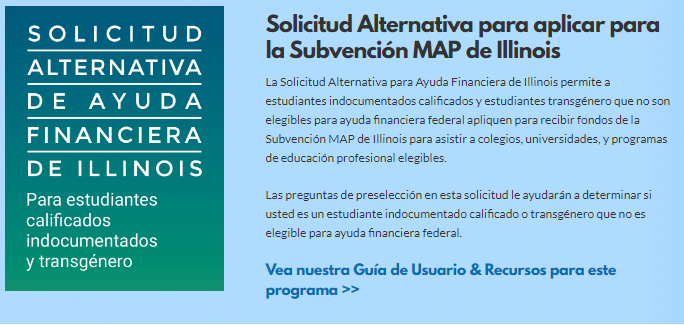 SOLICITUD
ALTERNATIVA
DE AYUDA
FINANCIERA
DE ILLINOIS
Para estudiantes
calificados
indocumentados
y transgénero
Solicitud Alternativa para aplicar para
la Subvención MAP de Illinois
La Solicitud Alternativa para Ayuda Financiera de Illinois permite a
estudiantes indocumentados calificados y estudiantes transgénero que no son
elegibles para ayuda financiera federal apliquen para recibir fondos de la
Subvención MAP de Illinois para asistir a colegios, universidades, y programas
de educación profesional elegibles.
Las preguntas de preselección en esta solicitud le ayudarán a determinar si
usted es un estudiante indocumentado calificado o transgénero que no es
elegible para ayuda financiera federal.
Vea nuestra Guía de Usuario & Recursos para este
programa >>